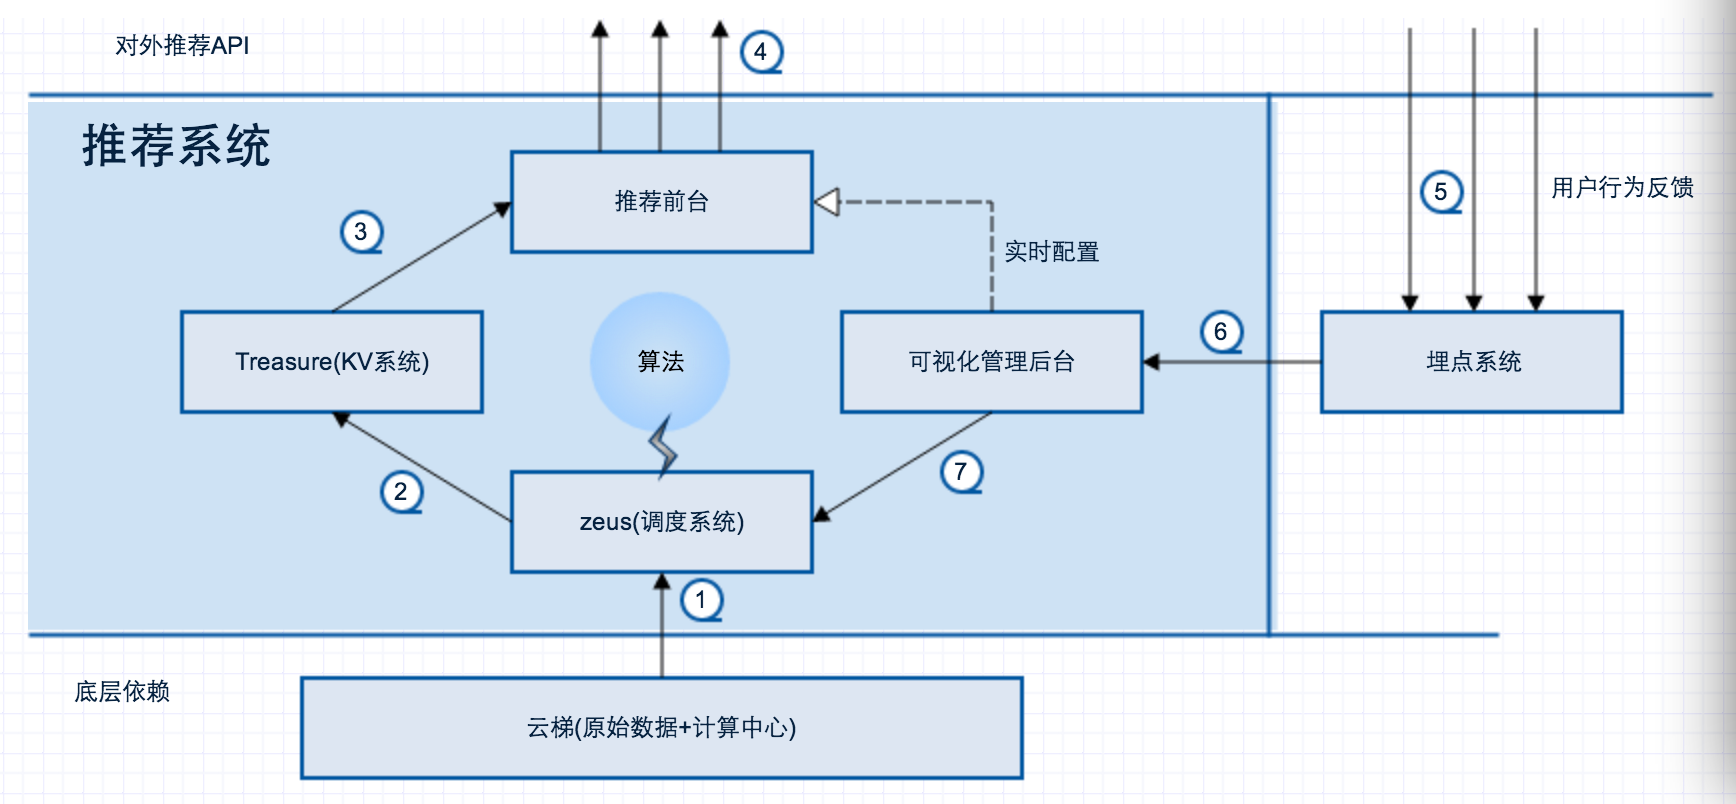 对外推荐API
4
推荐系统
推荐前台
3
5
用户行为反馈
实时配置
6
Treasure(KV系统)
算法
可视化管理后台
埋点系统
2
7
zeus(调度系统)
1
底层依赖
云梯(原始数据+计算中心)